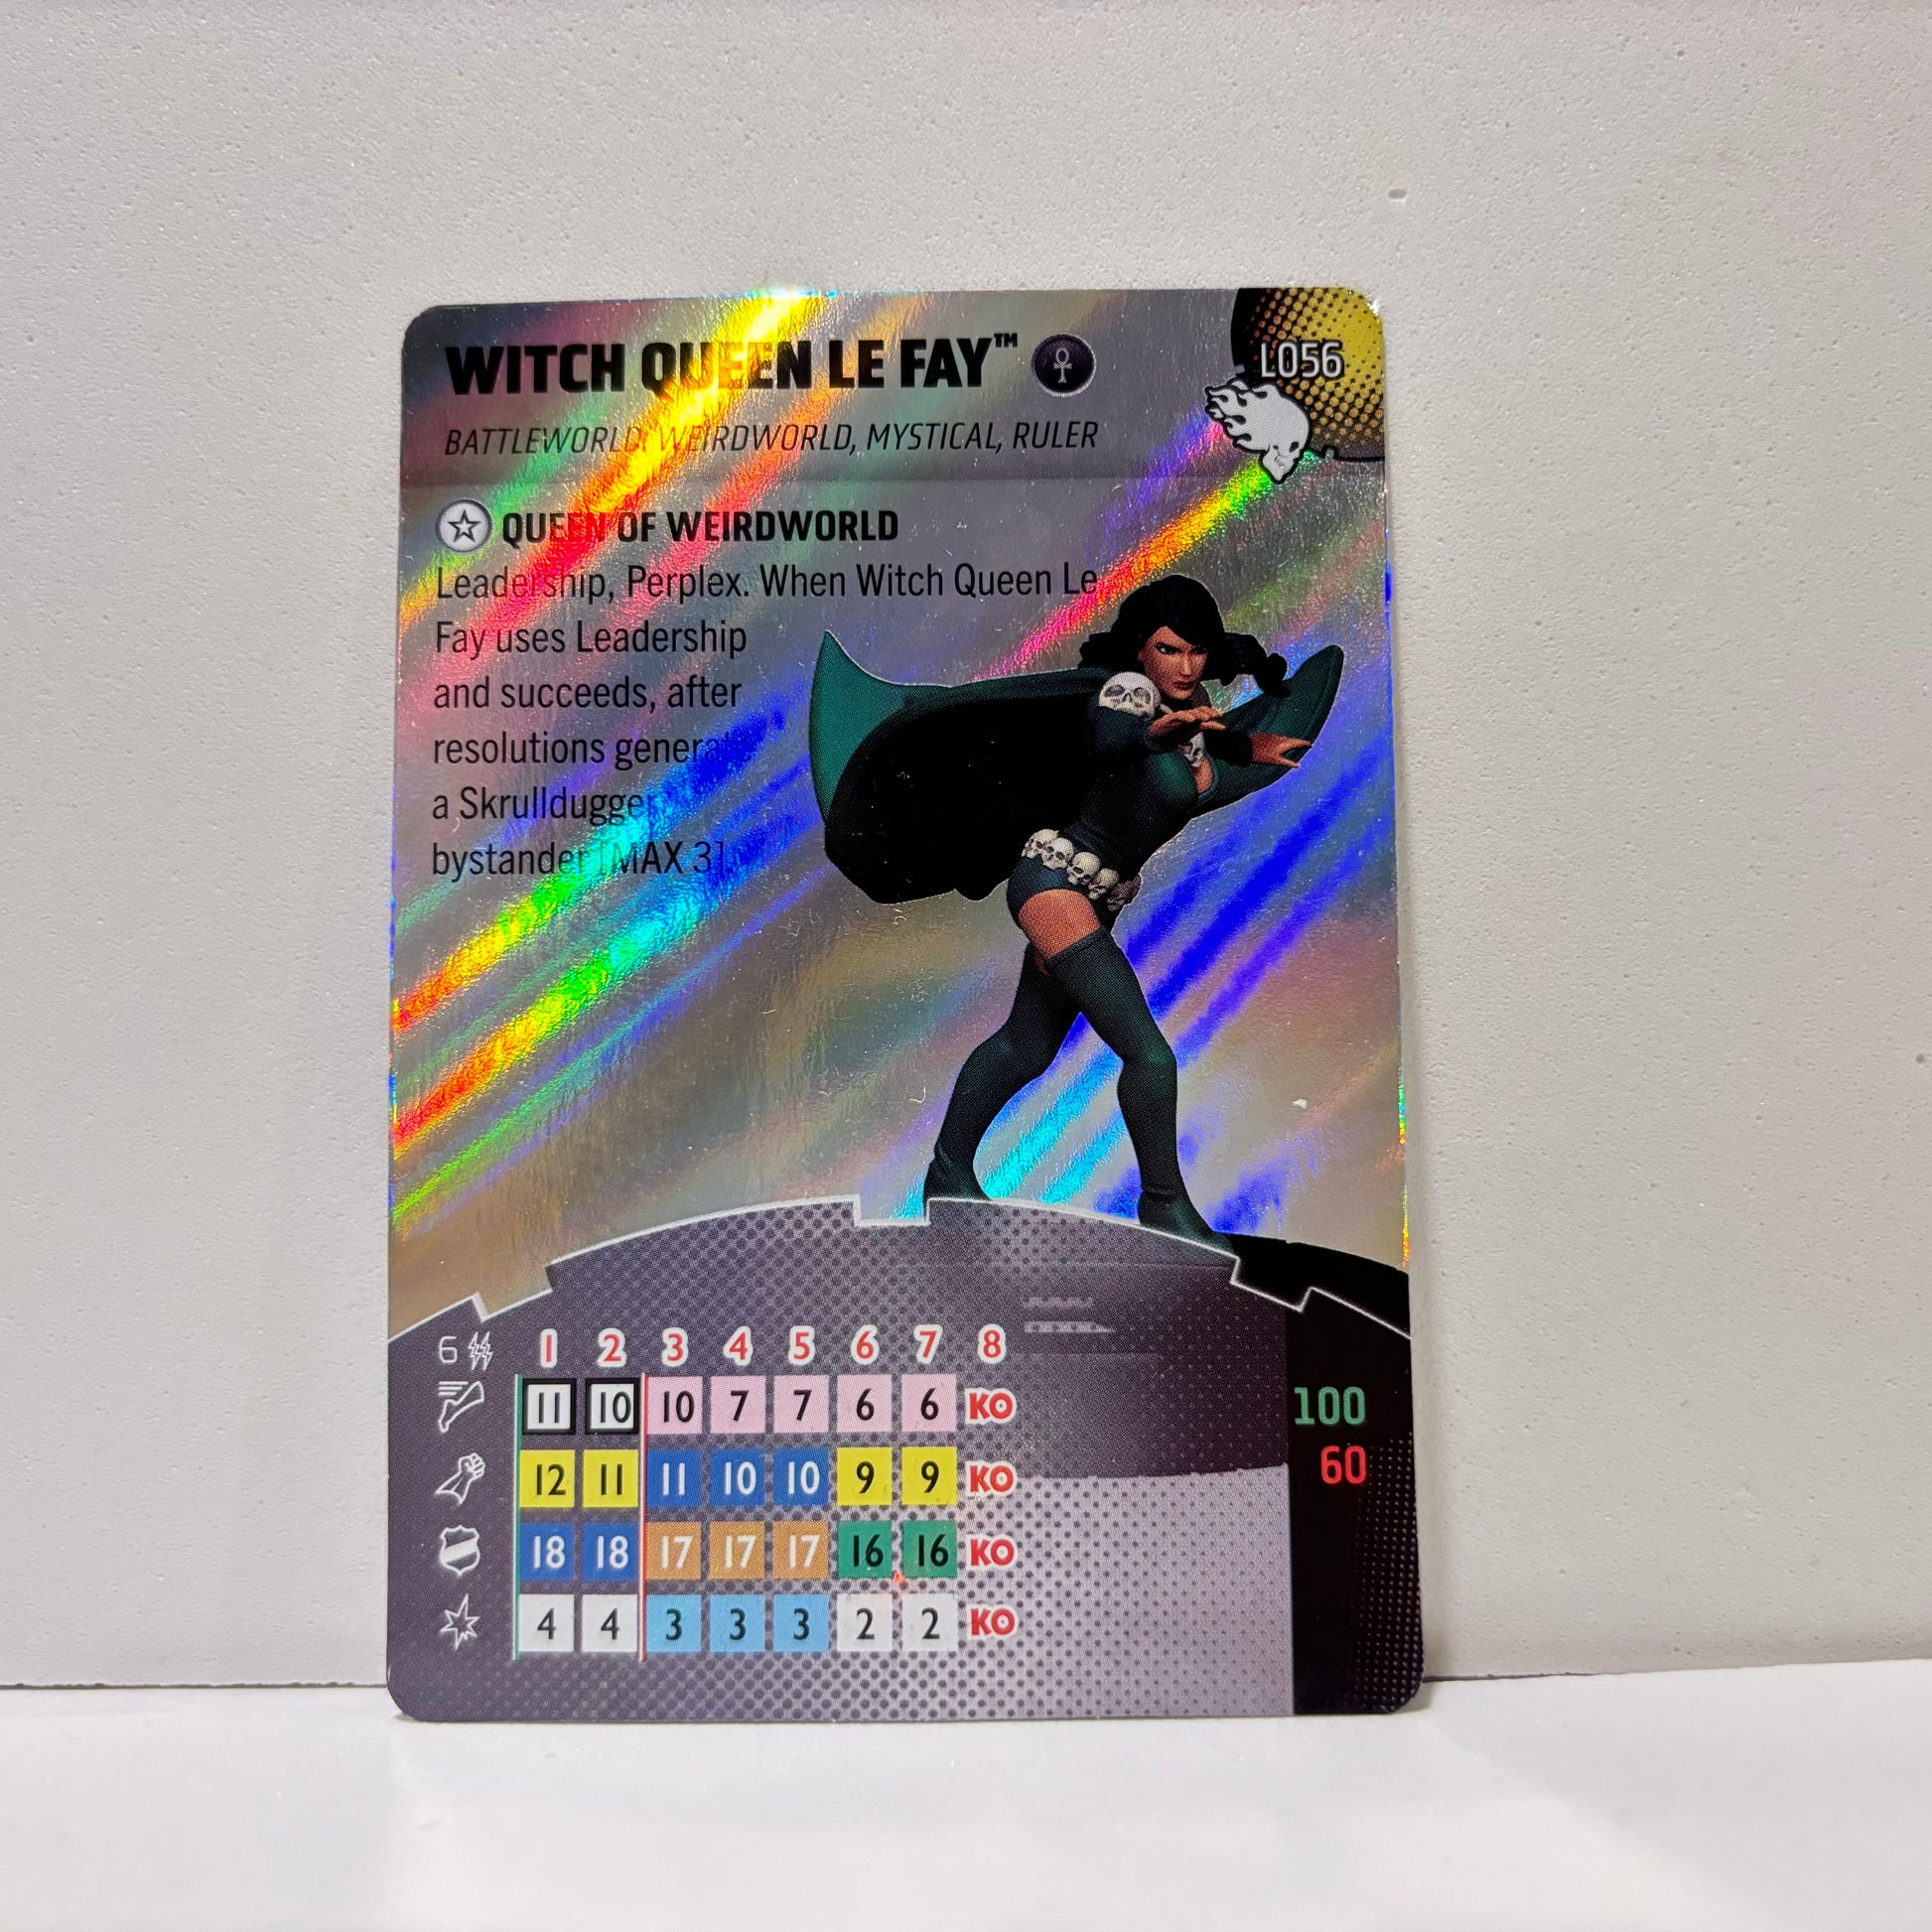 WITCH QUEEN LE FAY™
L056
BATTLEWORLD, WEIRDWORLD, MYSTICAL, RULER
QUEEN OF WEIRDWORLD
Leadership, Perplex. When Witch Queen Le
Fay uses Leadership
and succeeds, after
resolutions generate
a Skrullduggery
bystander [MAX 3].
6 1 2 3 4 5 6 7 8
11 10 10 7 7 6 6 KO
100
12 11 11 10 10 9 9 KO
60
18 18 17 17 17 16 16 KO
4 4 3 3 3 2 2 KO